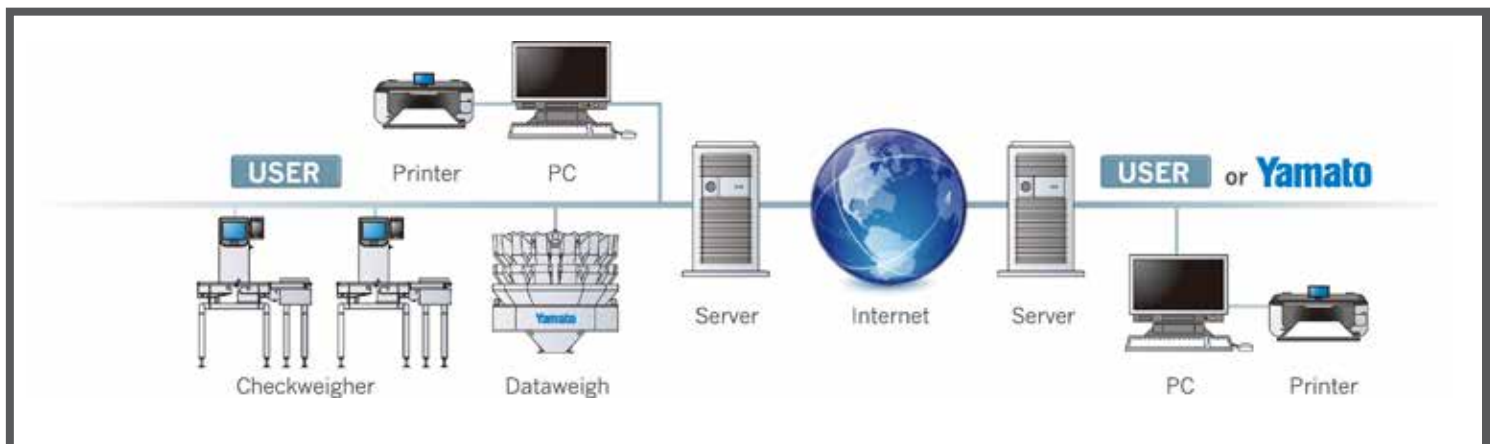 USER
Printer
PC
Server
Internet
Server
USER or Yamato
Checkweigher
Yamato
Dataweigh
PC
Printer